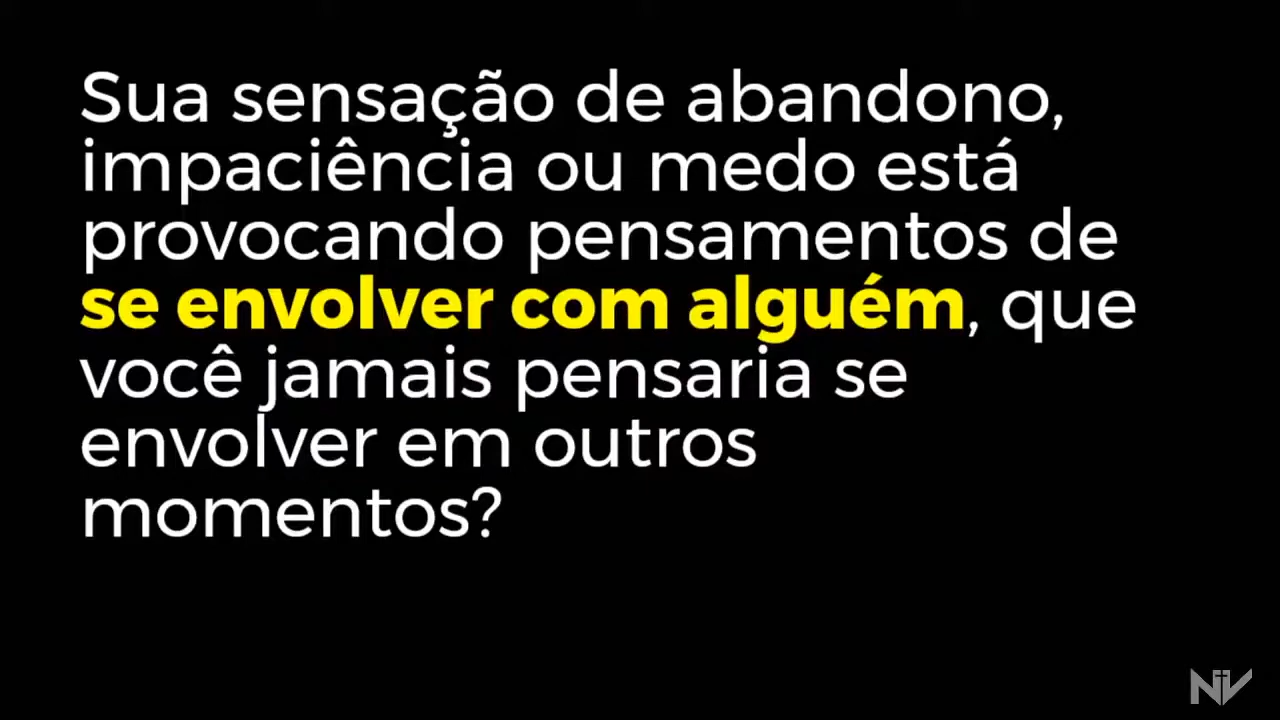 Sua sensação de abandono,
impaciência ou medo está
provocando pensamentos de
se envolver com alguém, que
você jamais pensaria se
envolver em outros
momentos?
NV